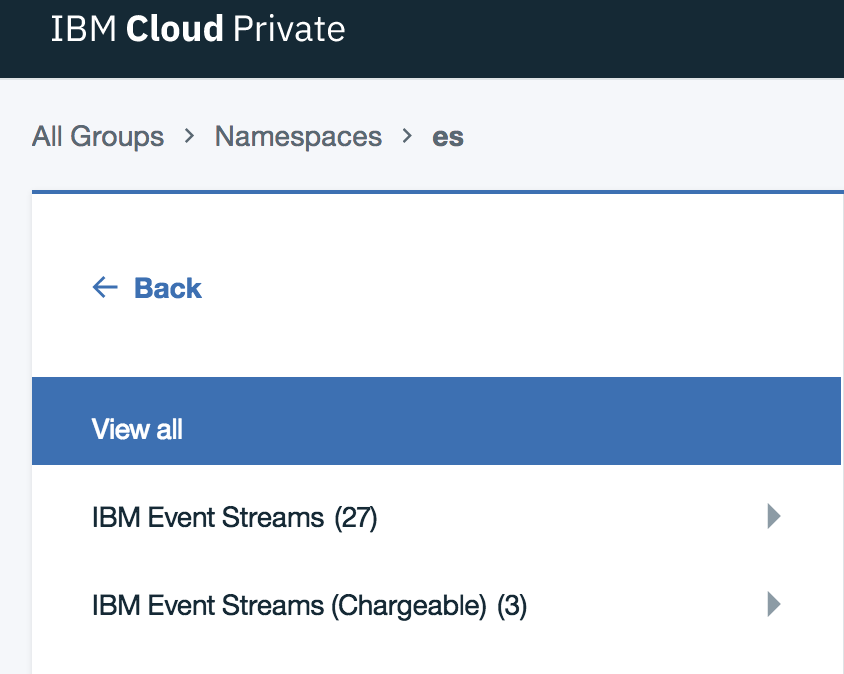 IBM Cloud Private
All Groups > Namespaces > es
← Back
View all
IBM Event Streams (27)
IBM Event Streams (Chargeable) (3)